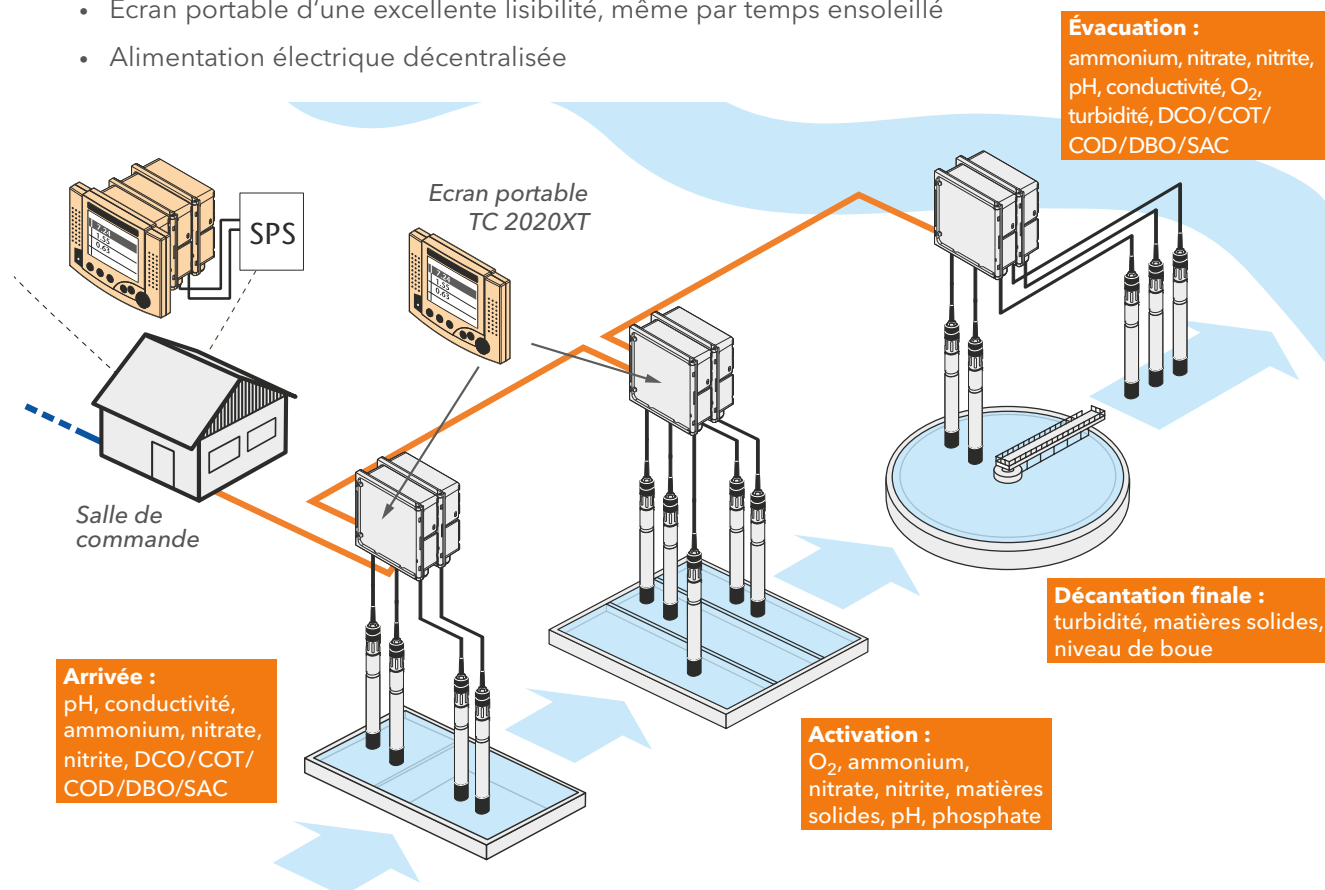 • Ecran portable d'une excellente lisibilité, même par temps ensoleillé
• Alimentation électrique décentralisée
Évacuation :
ammonium, nitrate, nitrite,
pH, conductivité, O₂,
turbidité, DCO/COT/
COD/DBO/SAC
Ecran portable
TC 2020XT
SPS
7.24
1.55
0.63
7.24
1.55
0.63
Salle de
commande
Arrivée :
pH, conductivité,
ammonium, nitrate,
nitrite, DCO/COT/
COD/DBO/SAC
Activation :
O₂, ammonium,
nitrate, nitrite, matières
solides, pH, phosphate
Décantation finale :
turbidité, matières solides,
niveau de boue